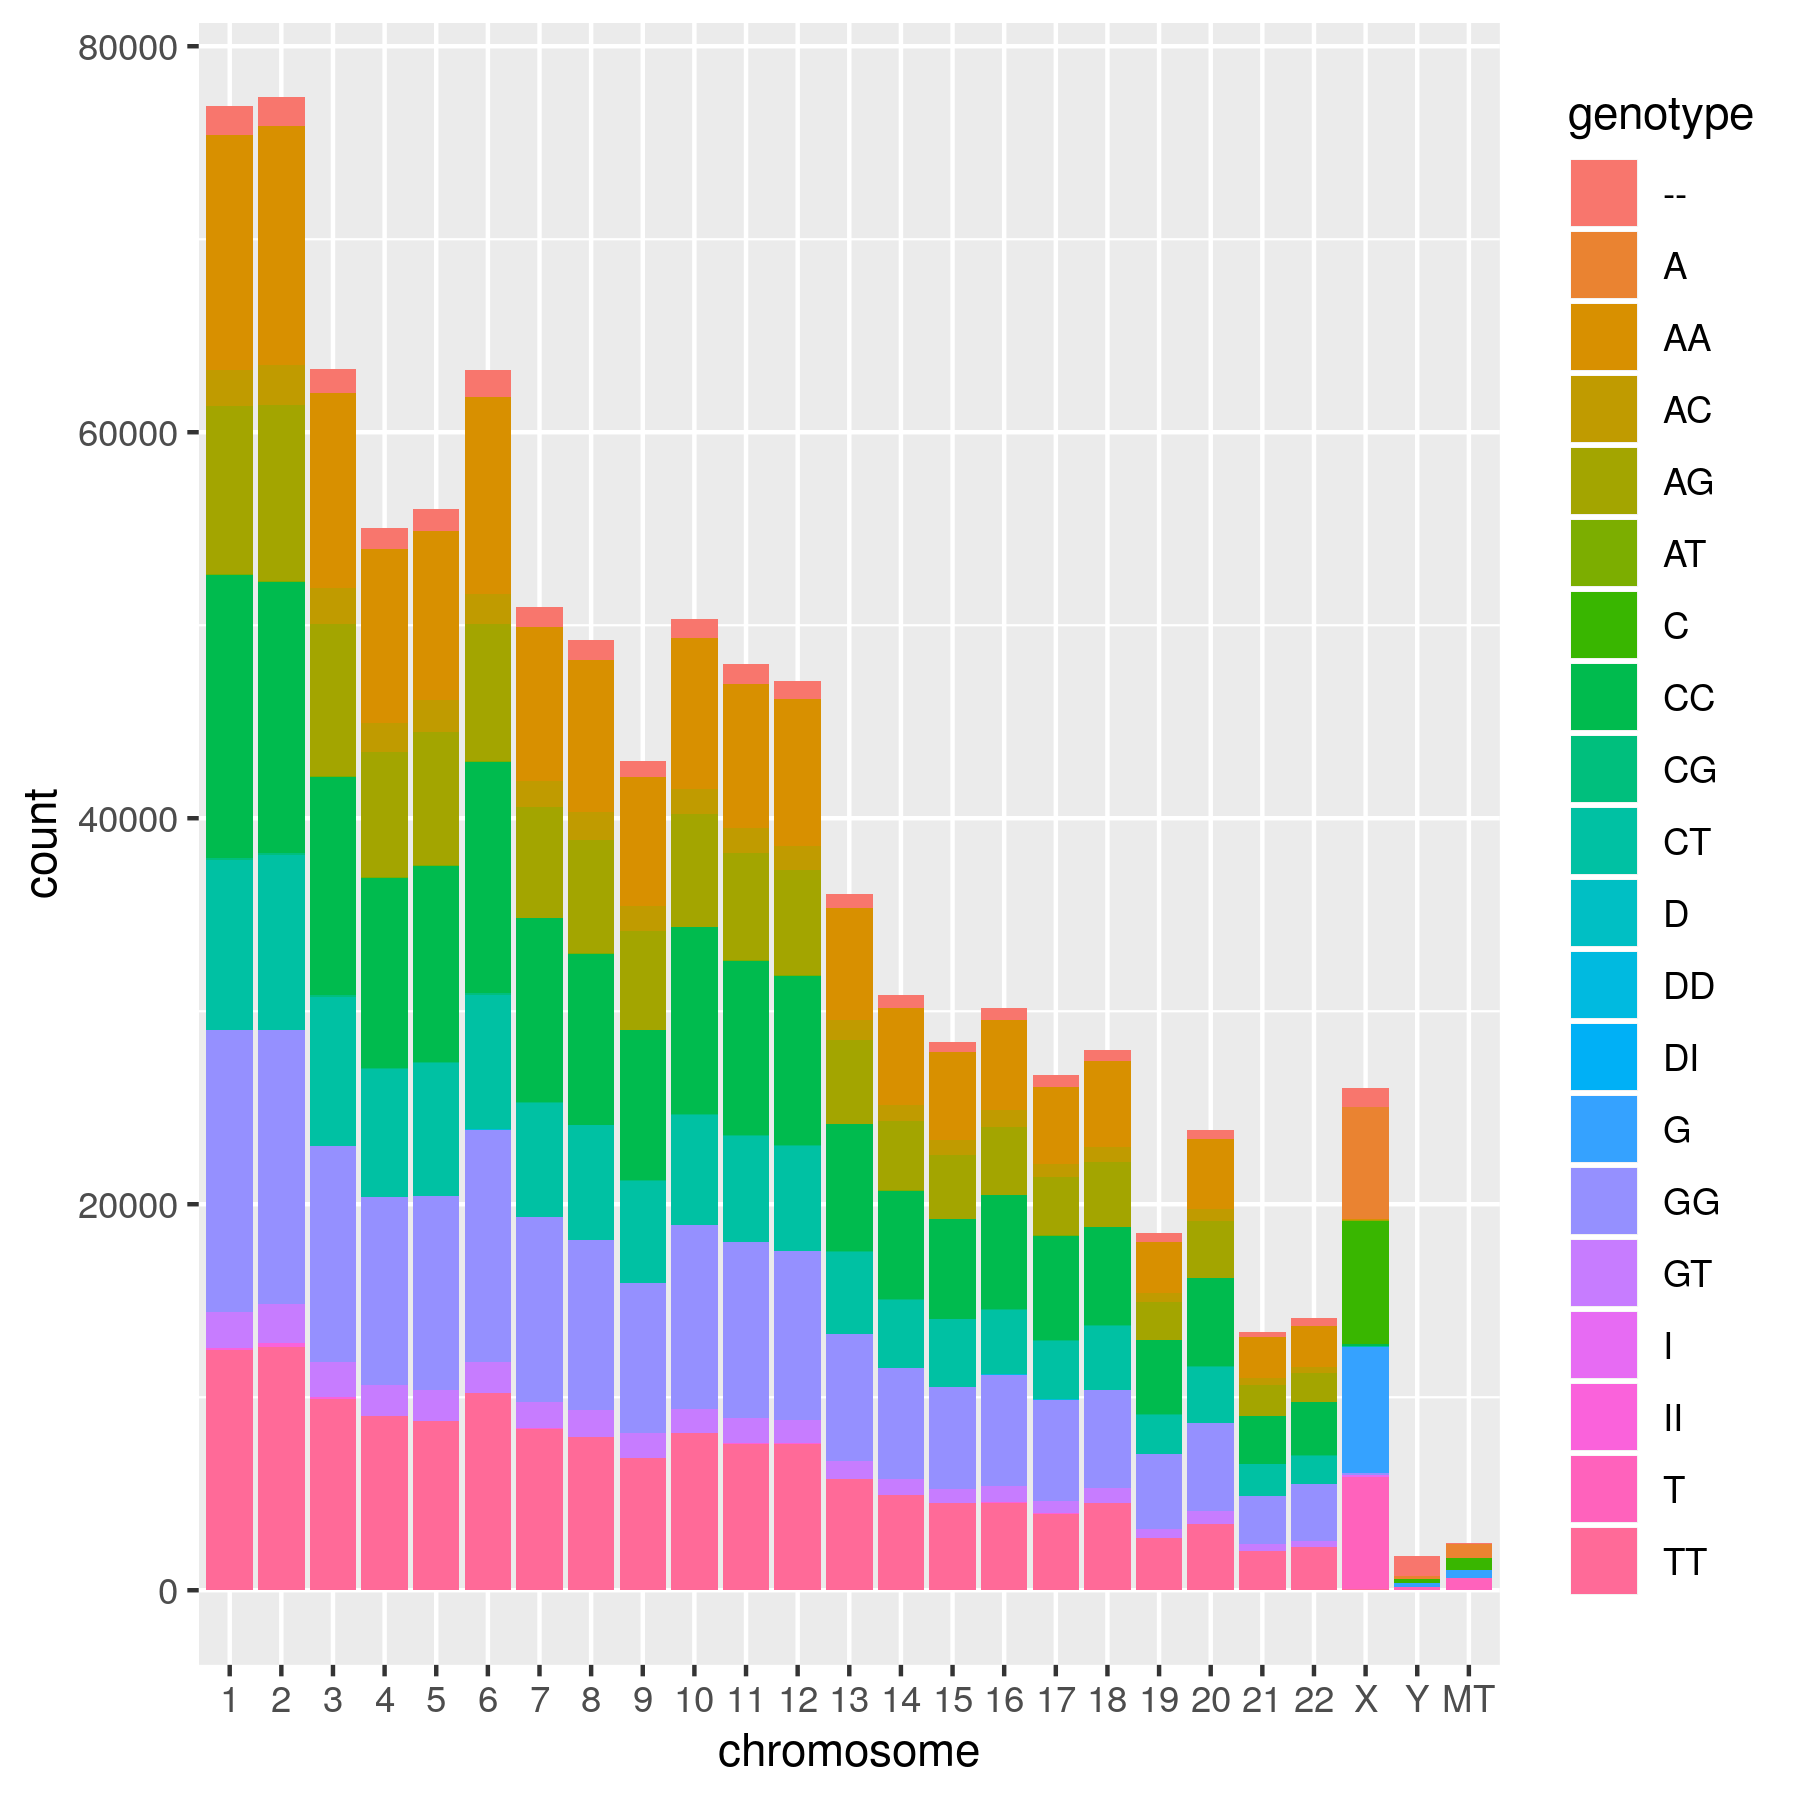 80000
60000
40000
20000
0
count
1 2 3 4 5 6 7 8 9 10 11 12 13 14 15 16 17 18 19 20 21 22 X Y MT
chromosome
genotype
--
A
AA
AC
AG
AT
C
CC
CG
CT
D
DD
DI
G
GG
GT
I
II
T
TT